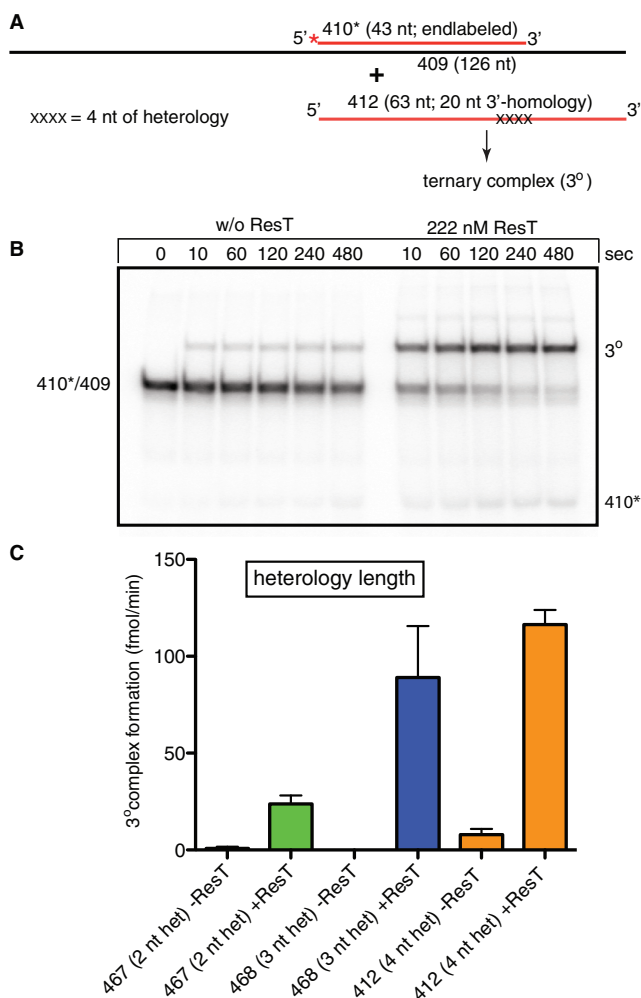 A
5’ * 410* (43 nt; endlabeled) 3’
409 (126 nt)
+
412 (63 nt; 20 nt 3’-homology)
5’ xxxx 3’
xxxx = 4 nt of heterology
ternary complex (3º)
B
w/o ResT 222 nM ResT
0 10 60 120 240 480 10 60 120 240 480 sec
3º
410*/409
410*
C
heterology length
3ºcomplex formation (fmol/min)
150
100
50
0
467 (2 nt het) -ResT
467 (2 nt het) +ResT
468 (3 nt het) -ResT
468 (3 nt het) +ResT
412 (4 nt het) -ResT
412 (4 nt het) +ResT